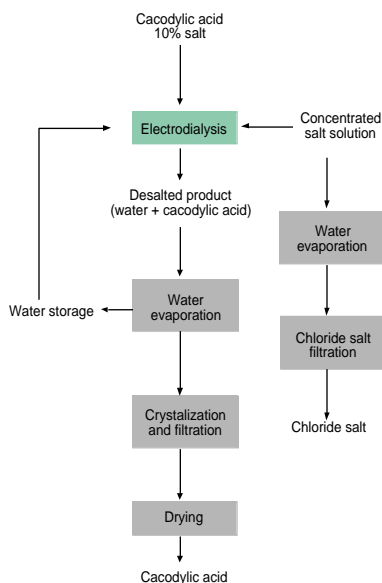 Cacodylic acid
10% salt
Electrodialysis
Concentrated
salt solution
Desalted product
(water + cacodylic acid)
Water
evaporation
Water storage
Water
evaporation
Chloride salt
filtration
Crystalization
and filtration
Chloride salt
Drying
Cacodylic acid